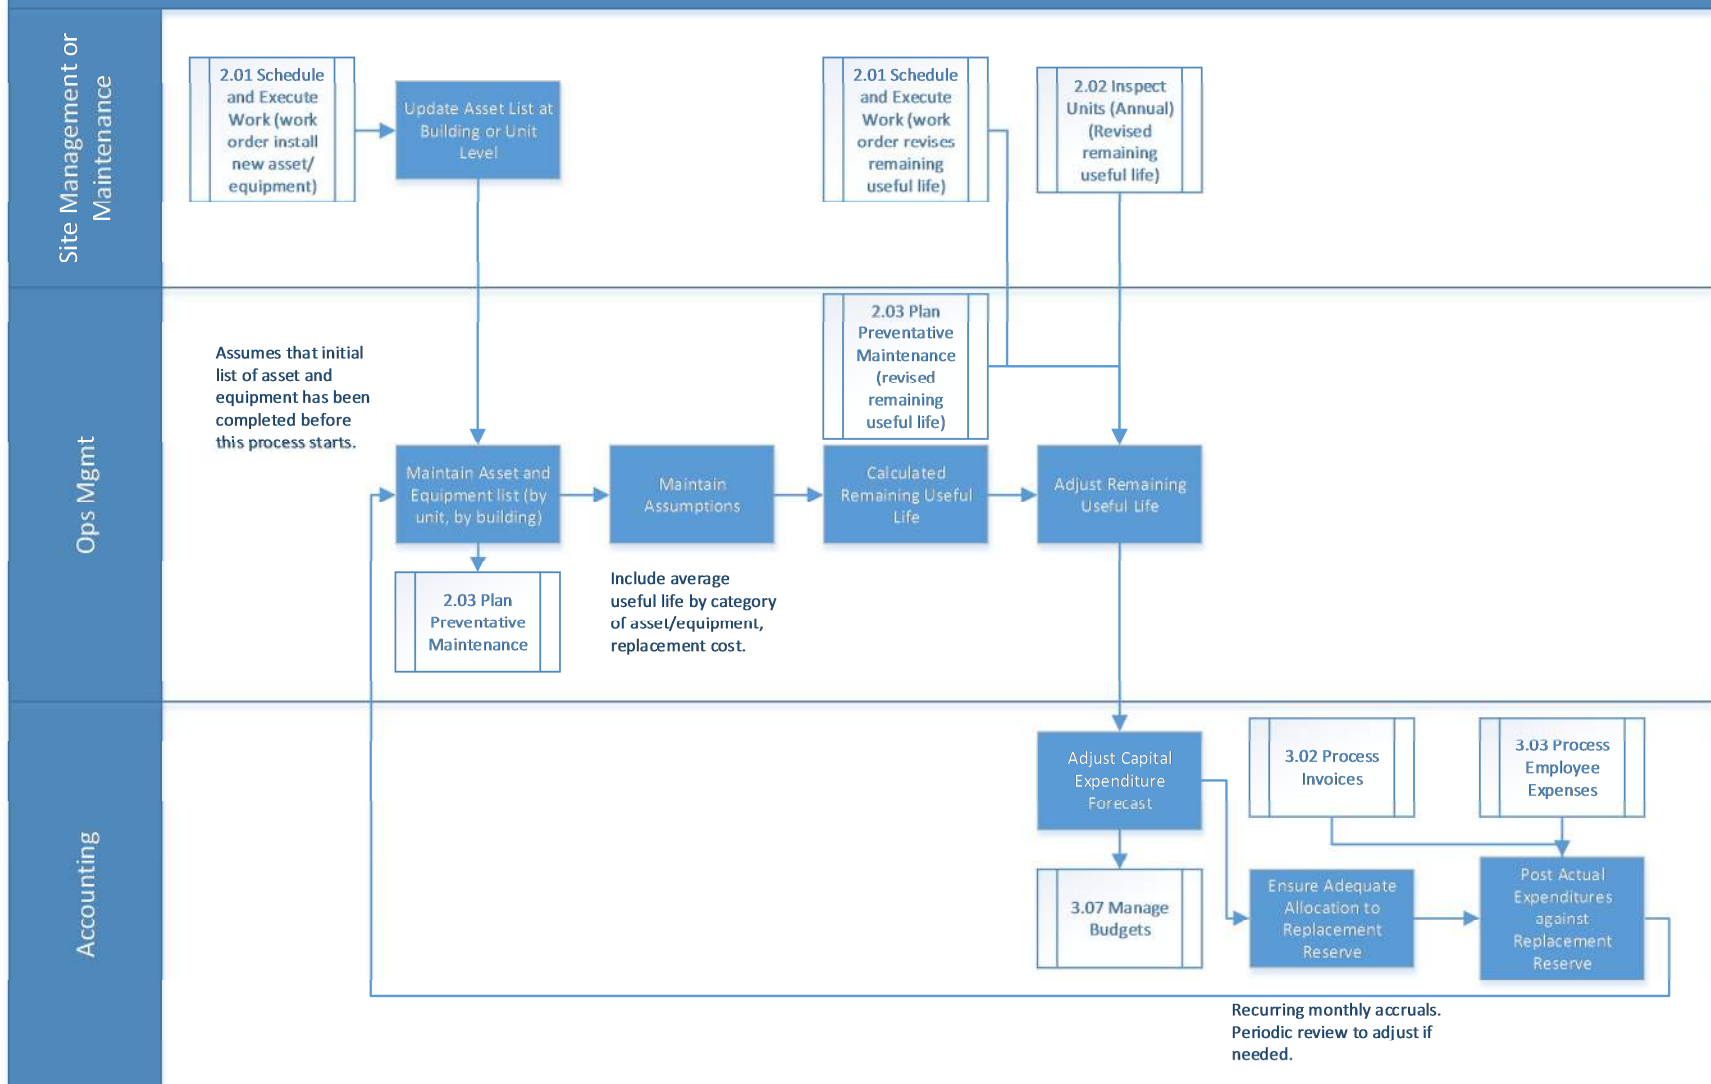 Site Management or
Maintenance
2.01 Schedule
and Execute
Work (work
order install
new asset/
equipment)
Update Asset List at
Building or Unit
Level
2.01 Schedule
and Execute
Work (work
order revises
remaining
useful life)
2.02 Inspect
Units (Annual)
(Revised
remaining
useful life)
Ops Mgmt
Assumes that initial
list of asset and
equipment has been
completed before
this process starts.
2.03 Plan
Preventative
Maintenance
(revised
remaining
useful life)
Maintain Asset and
Equipment list (by
unit, by building)
Maintain
Assumptions
Calculated
Remaining Useful
Life
Adjust Remaining
Useful Life
2.03 Plan
Preventative
Maintenance
Include average
useful life by category
of asset/equipment,
replacement cost.
Accounting
Adjust Capital
Expenditure
Forecast
3.02 Process
Invoices
3.03 Process
Employee
Expenses
3.07 Manage
Budgets
Ensure Adequate
Allocation to
Replacement
Reserve
Post Actual
Expenditures
against
Replacement
Reserve
Recurring monthly accruals.
Periodic review to adjust if
needed.